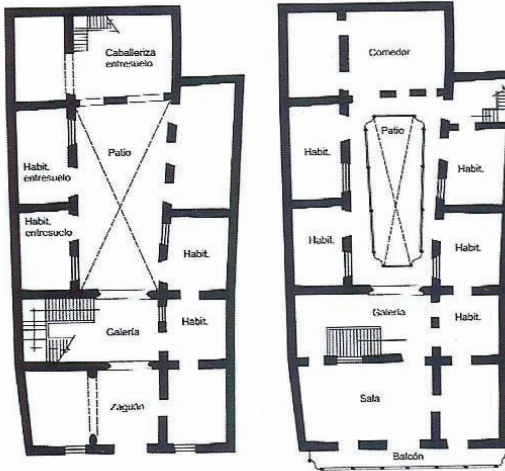 Caballeriza
entresuelo
Patio
Habit.
entresuelo
Habit.
entresuelo
Habit.
Galería
Habit.
Zaguán
Comedor
Patio
Habit.
Habit.
Habit.
Habit.
Galería
Habit.
Sala
Balcón